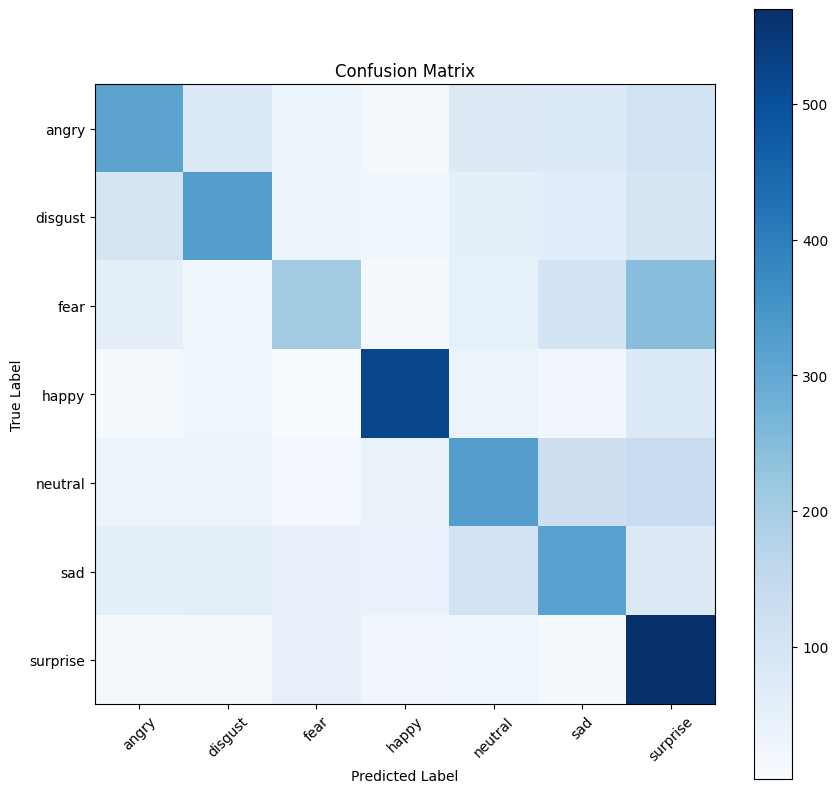 Confusion Matrix
True Label
angry
disgust
fear
happy
neutral
sad
surprise
angry
disgust
fear
happy
neutral
sad
surprise
Predicted Label
500
400
300
200
100